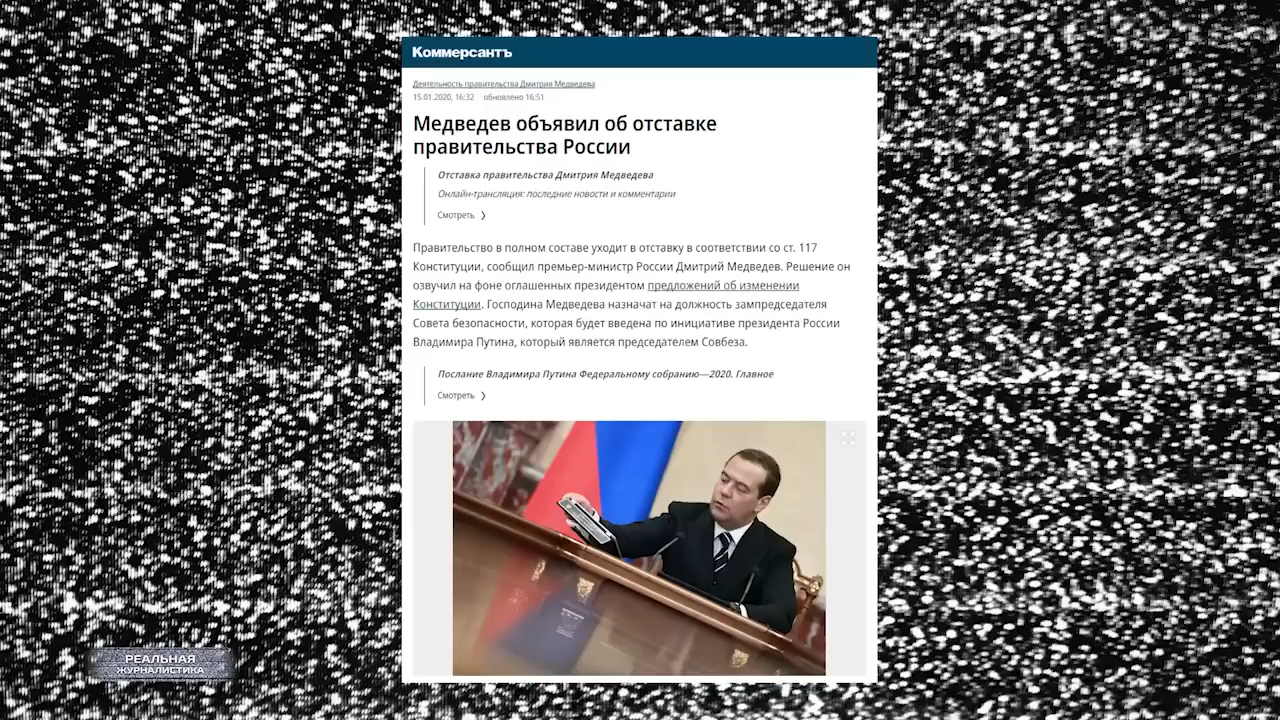 Коммерсантъ
Деятельность правительства Дмитрия Медведева
15.01.2020, 16:32 обновлено 16:51
Медведев объявил об отставке
правительства России
Отставка правительства Дмитрия Медведева
Онлайн-трансляция: последние новости и комментарии
Смотреть
Правительство в полном составе уходит в отставку в соответствии со ст. 117
Конституции, сообщил премьер-министр России Дмитрий Медведев. Решение он
озвучил на фоне оглашенных президентом предложений об изменении
Конституции. Господина Медведева назначат на должность зампредседателя
Совета безопасности, которая будет введена по инициативе президента России
Владимира Путина, который является председателем Совбеза.
Послание Владимира Путина Федеральному собранию—2020. Главное
Смотреть
РЕАЛЬНАЯ
ЖУРНАЛИСТИКА